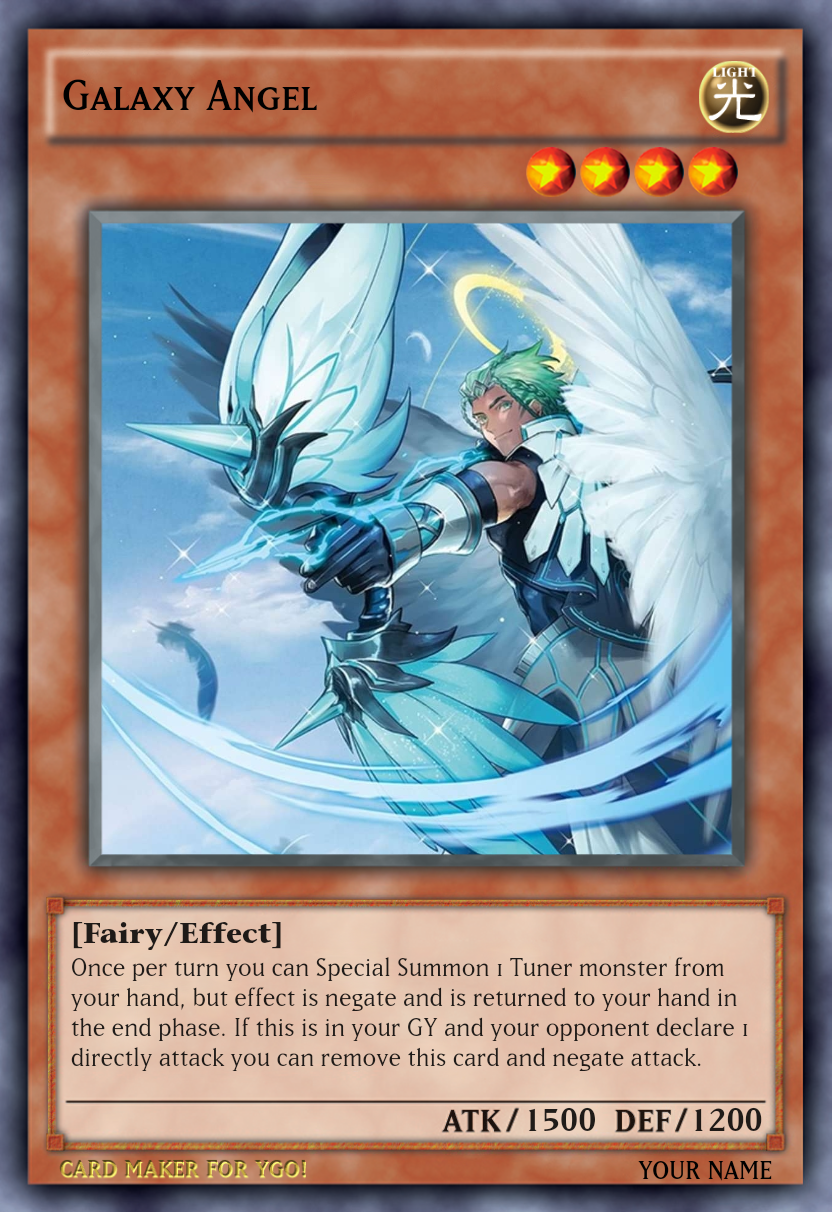 Galaxy Angel
LIGHT
光
[Fairy/Effect]
Once per turn you can Special Summon 1 Tuner monster from
your hand, but effect is negate and is returned to your hand in
the end phase. If this is in your GY and your opponent declare 1
directly attack you can remove this card and negate attack.
ATK/1500 DEF/1200
CARD MAKER FOR YGO! YOUR NAME